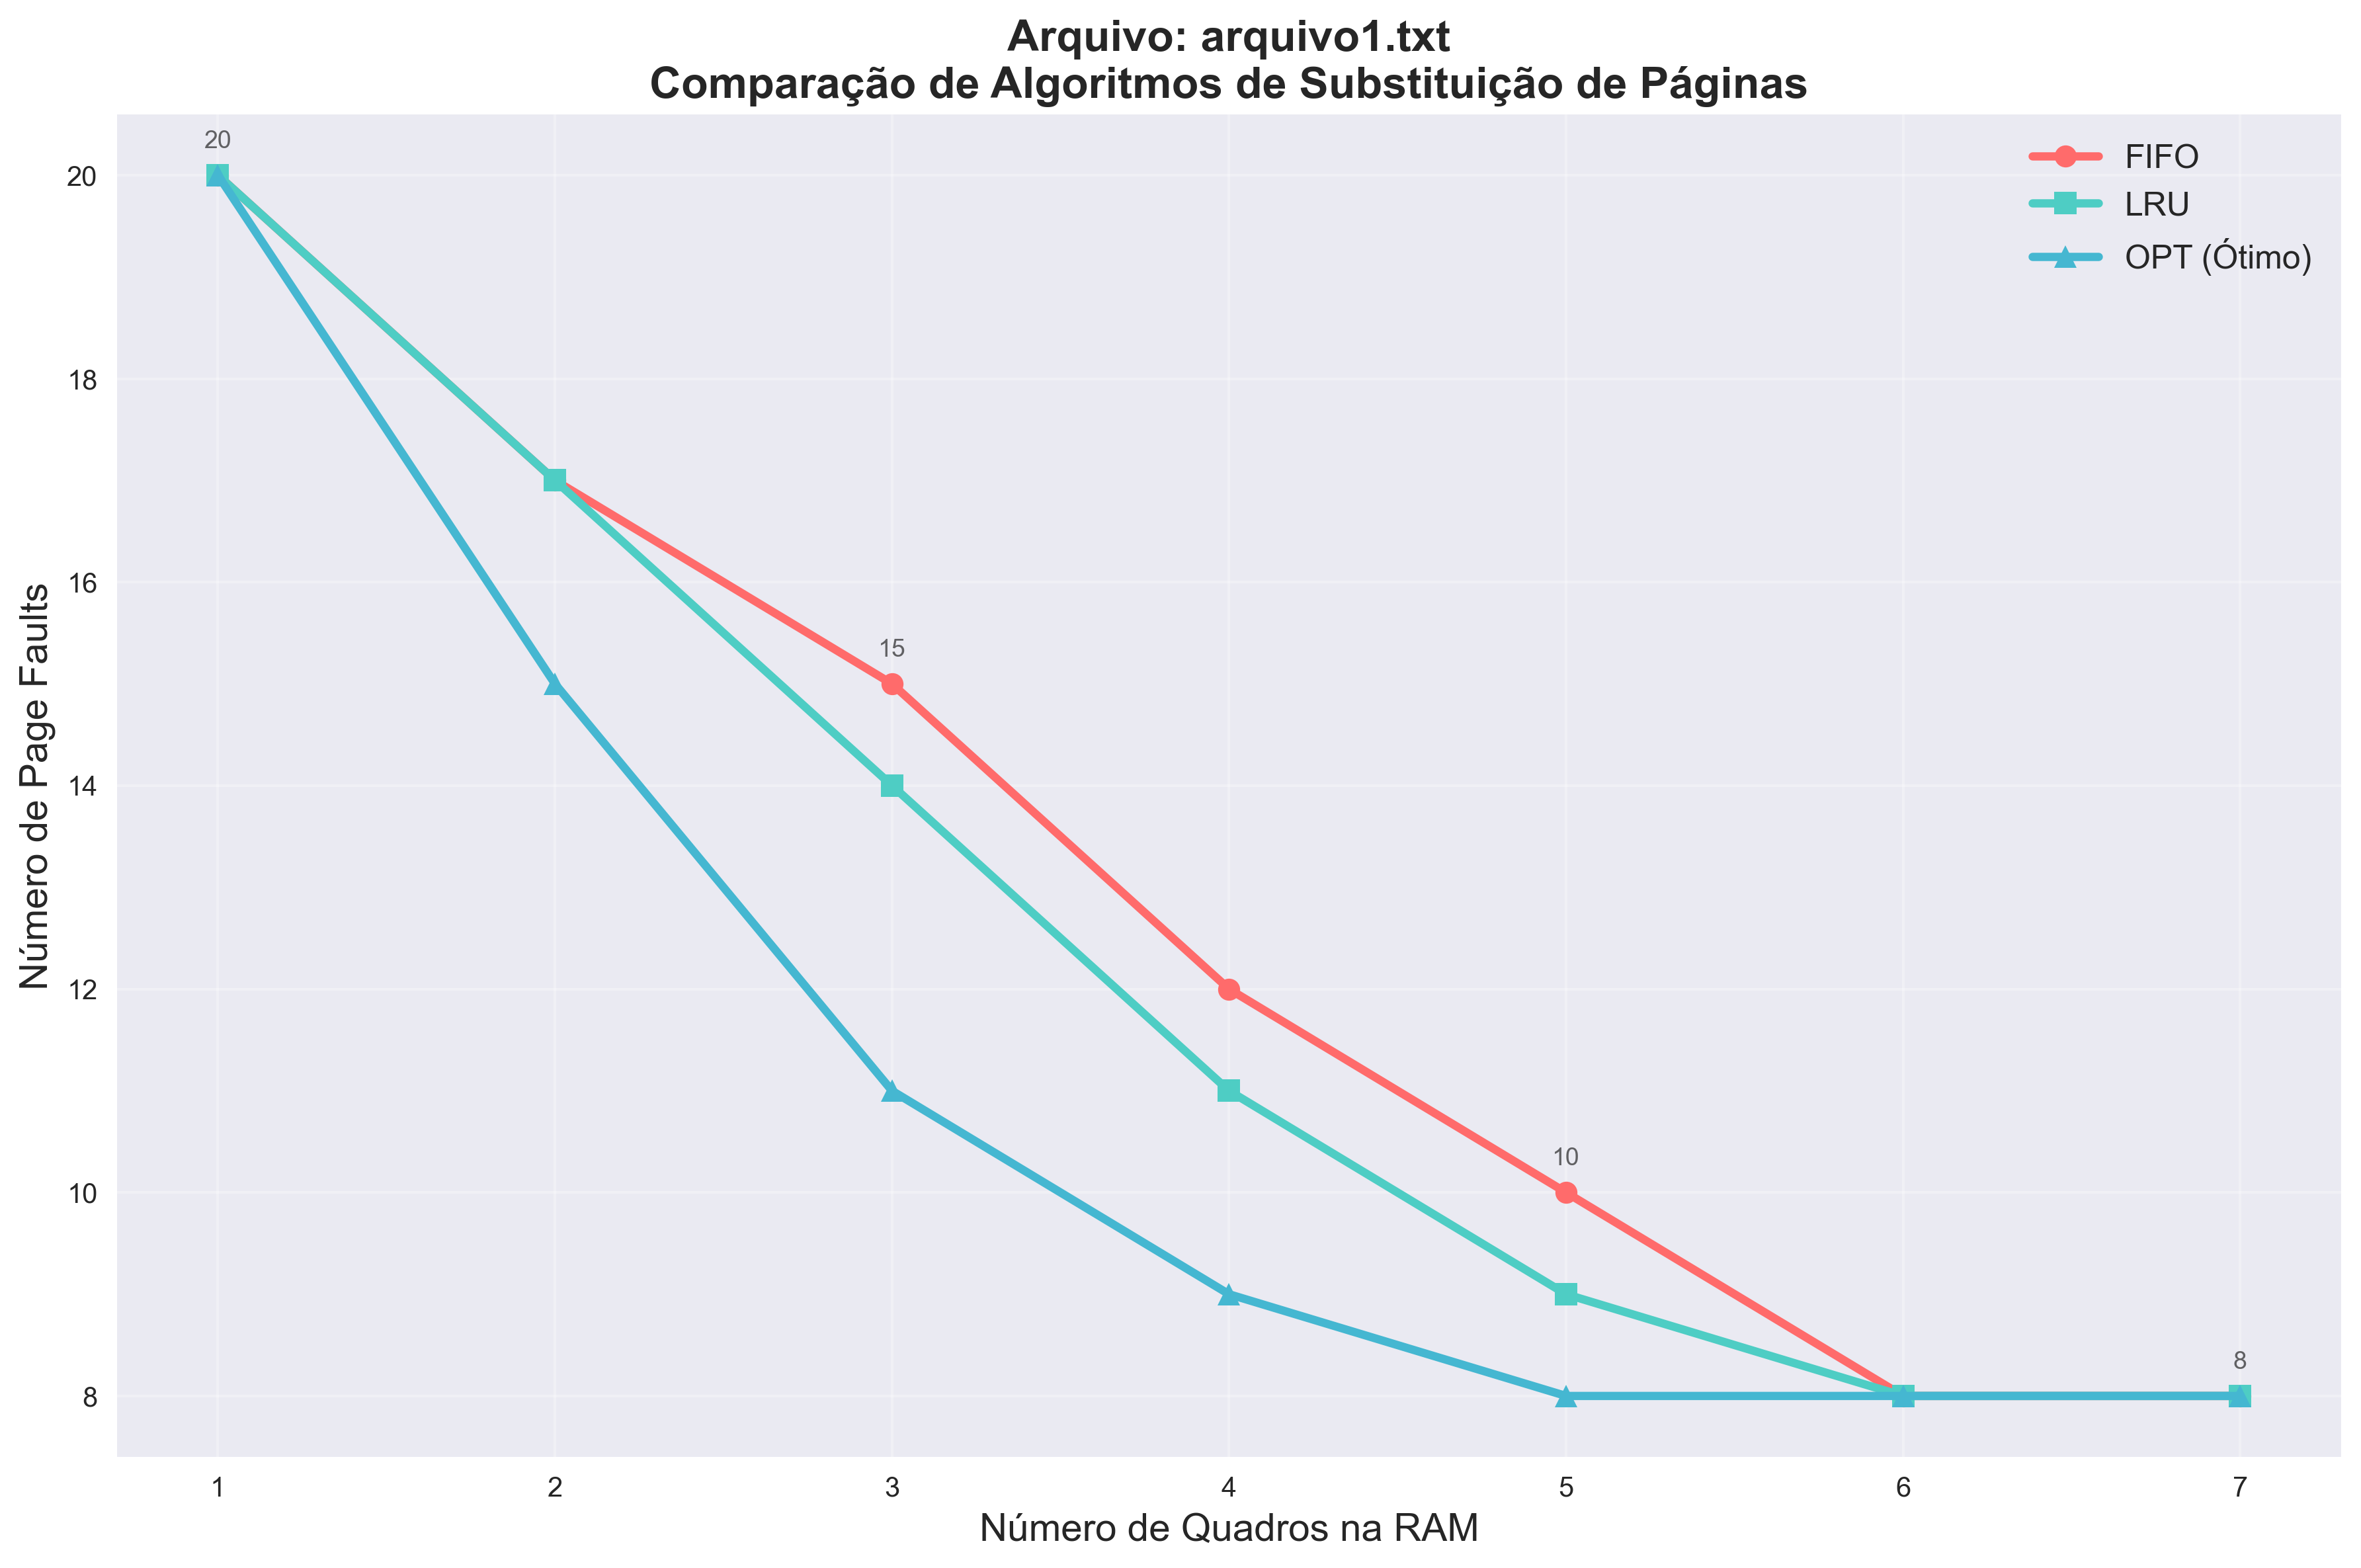 Arquivo: arquivo1.txt
Comparação de Algoritmos de Substituição de Páginas
FIFO
LRU
OPT (Ótimo)
20
15
10
8
Número de Page Faults
20
18
16
14
12
10
8
1 2 3 4 5 6 7
Número de Quadros na RAM